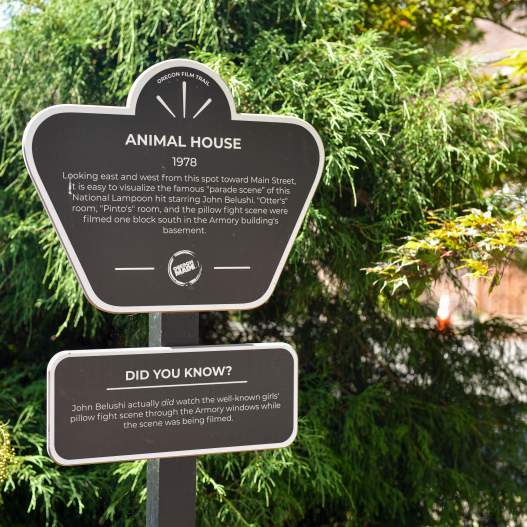 OREGON FILM TRAIL
ANIMAL HOUSE
1978
Looking east and west from this spot toward Main Street,
it is easy to visualize the famous "parade scene" of this
National Lampoon hit starring John Belushi. "Otter's"
room, "Pinto's" room, and the pillow fight scene were
filmed one block south in the Armory building's
basement.
OREGON
MADE
DID YOU KNOW?
John Belushi actually did watch the well-known girls'
pillow fight scene through the Armory windows while
the scene was being filmed.